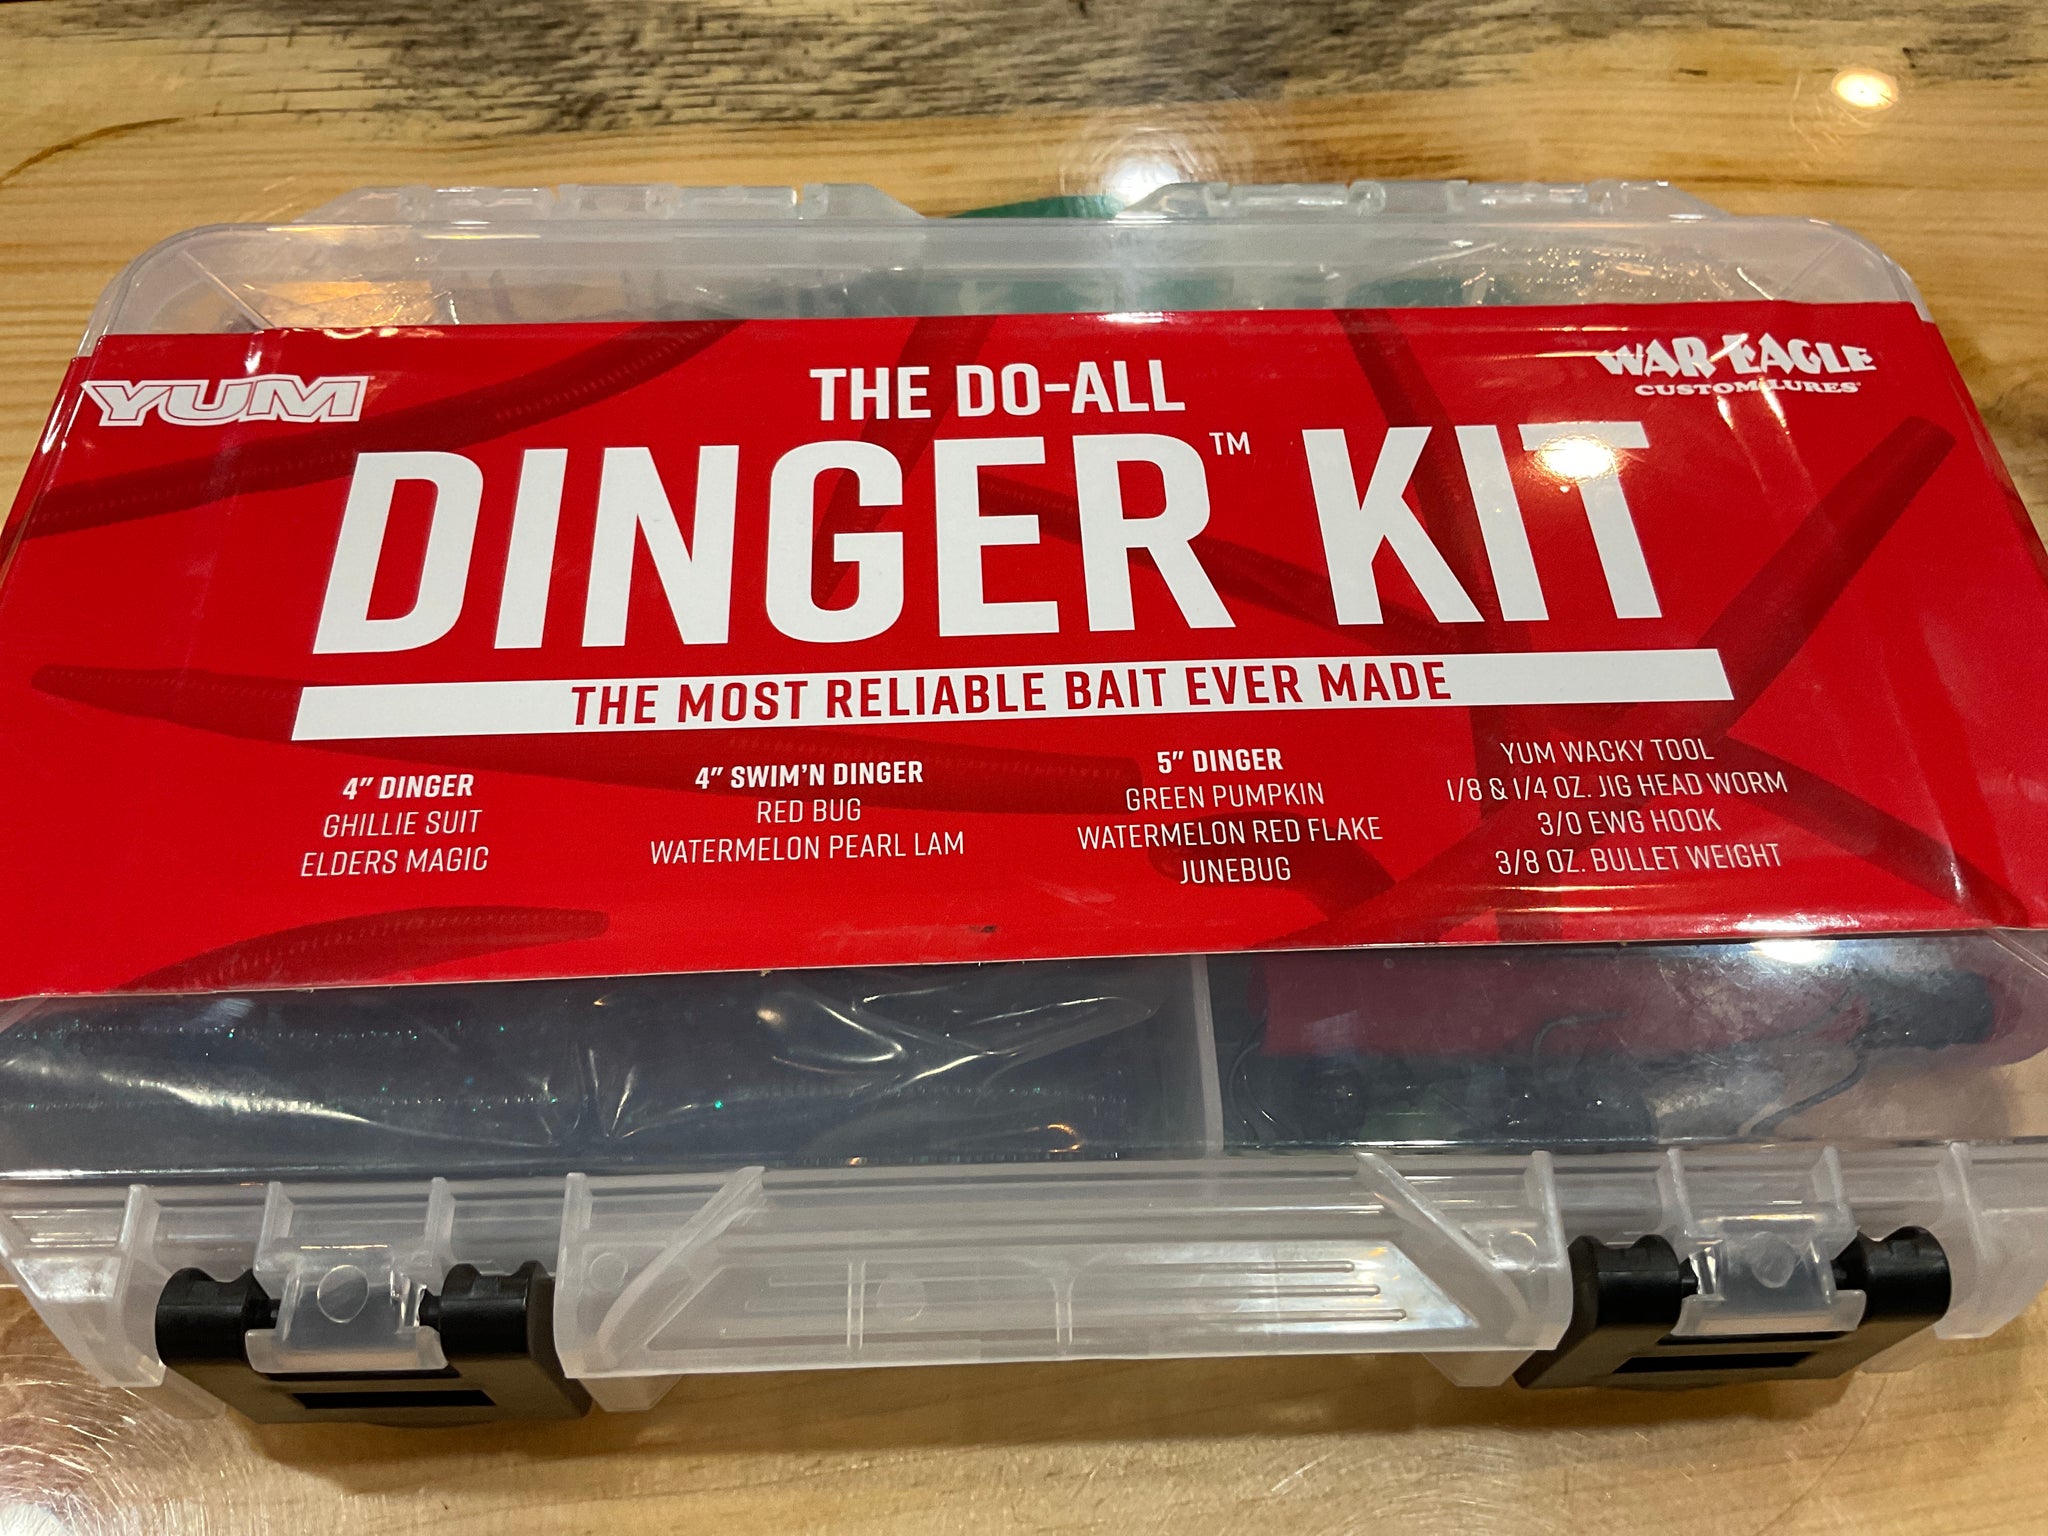 YUM
THE DO-ALL
WAR EAGLE
CUSTOM LURES
DINGER™ KIT
THE MOST RELIABLE BAIT EVER MADE
4" DINGER
GHILLIE SUIT
ELDERS MAGIC
4" SWIM'N DINGER
RED BUG
WATERMELON PEARL LAM
5" DINGER
GREEN PUMPKIN
WATERMELON RED FLAKE
JUNEBUG
YUM WACKY TOOL
1/8 & 1/4 OZ. JIG HEAD WORM
3/0 EWG HOOK
3/8 OZ. BULLET WEIGHT